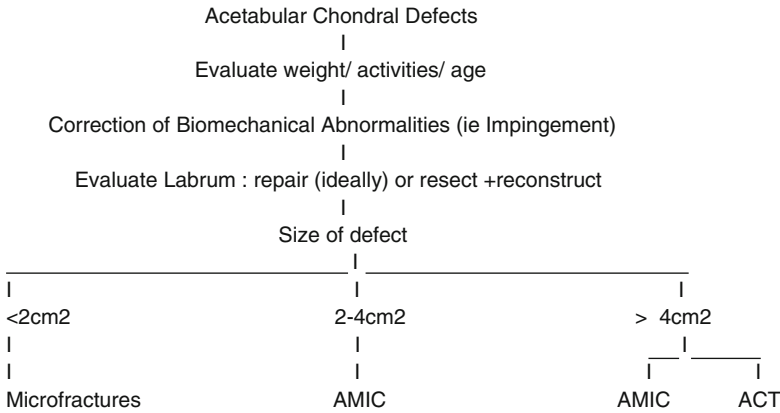 Acetabular Chondral Defects
Evaluate weight/ activities/ age
Correction of Biomechanical Abnormalities (ie Impingement)
Evaluate Labrum : repair (ideally) or resect +reconstruct
Size of defect
<2cm2 2-4cm2 > 4cm2
Microfractures AMIC AMIC ACT